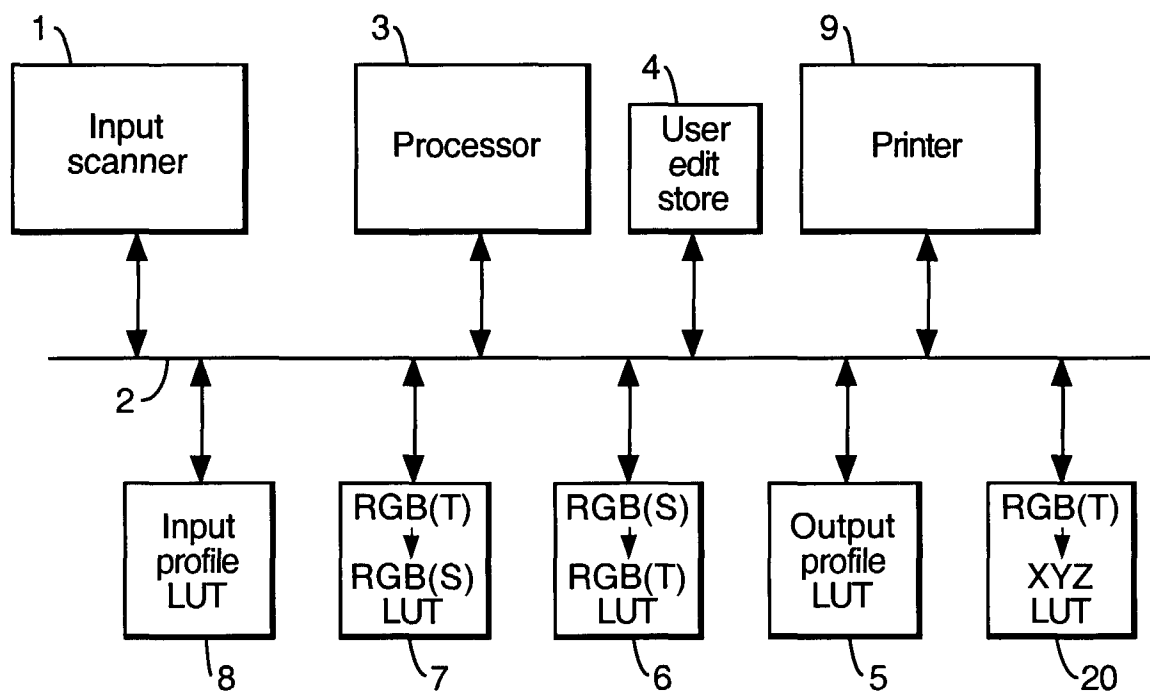 1
3
4
9
Input
scanner
Processor
User
edit
store
Printer
2
Input
profile
LUT
RGB(T)
RGB(S)
LUT
RGB(S)
RGB(T)
LUT
Output
profile
LUT
RGB(T)
XYZ
LUT
8
7
6
5
20